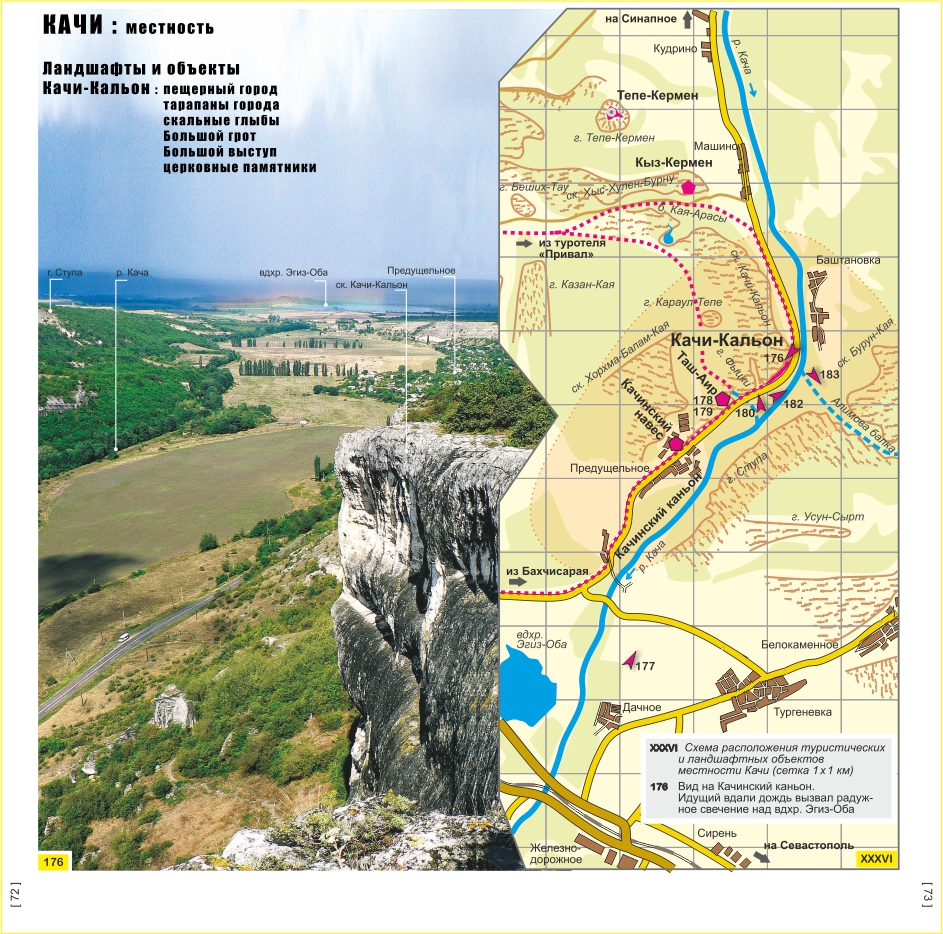 КАЧИ : местность
Ландшафты и объекты
Качи-Кальон : пещерный город
тарапаны города
скальные глыбы
Большой грот
Большой выступ
церковные памятники
г. Ступа
р. Кача
вдхр. Эгиз-Оба
Предущельное
ск. Качи-Кальон
176
[ 72 ]
на Синапное
Кудрино
р. Кача
Тепе-Кермен
г. Тепе-Кермен
Машино
Кыз-Кермен
г. Беших-Тау
ск. Хыс-Хулен-Бурну
б. Кая-Арасы
из туротеля
«Привал»
ск. Качи-Кальон
Баштановка
г. Казан-Кая
г. Караул-Тепе
Качи-Кальон
176
ск. Хорхма-Балам-Кая
Таш-Аир
г. Фыцки
ск. Бурун-Кая
183
178
179
180
182
Качинский
навес
Алимова балка
Предущельное
г. Ступа
Качинский каньон
г. Усун-Сырт
р. Кача
из Бахчисарая
вдхр.
Эгиз-Оба
177
Белокаменное
Дачное
Тургеневка
XXXVI Схема расположения туристических
и ландшафтных объектов
местности Качи (сетка 1 х 1 км)
176 Вид на Качинский каньон.
Идущий вдали дождь вызвал радуж-
ное свечение над вдхр. Эгиз-Оба
Железно-
дорожное
Сирень
на Севастополь
XXXVI
[ 73 ]